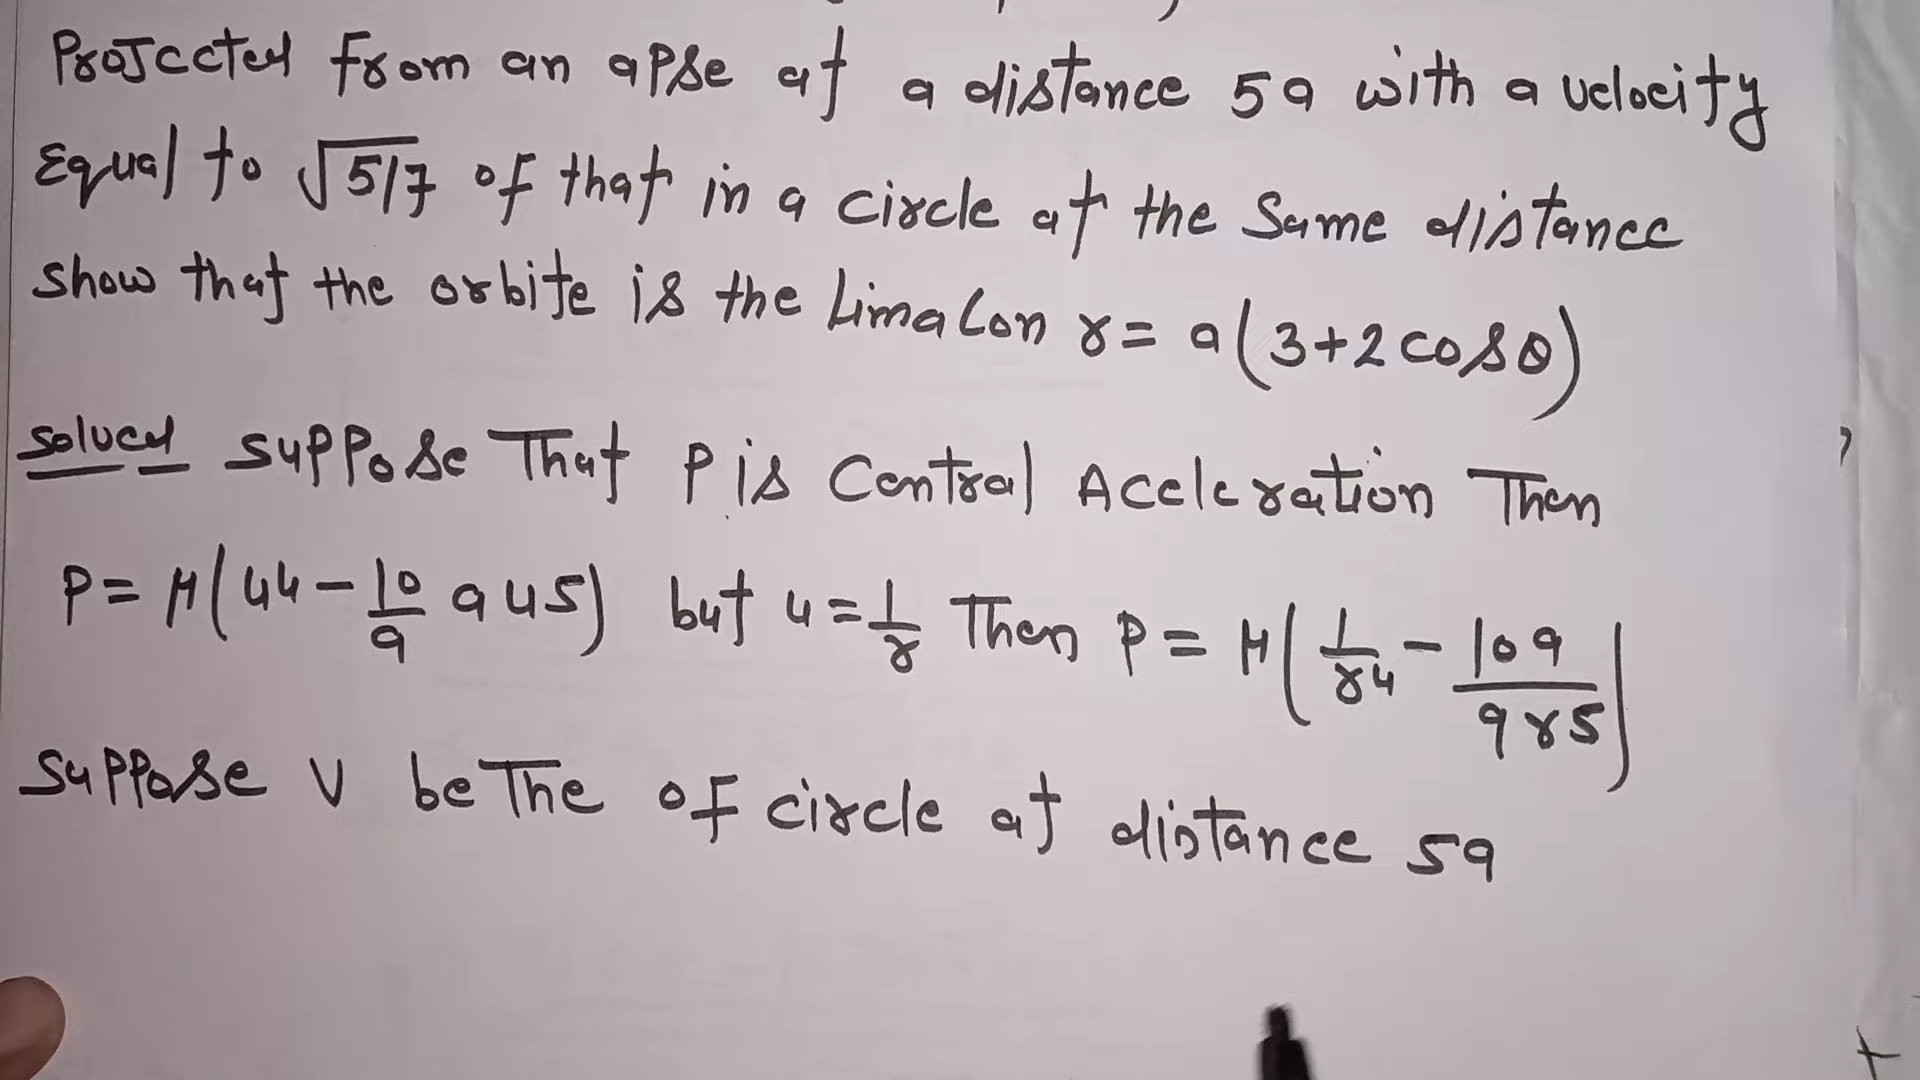 Projected from an apse at a distance 5a with a velocity
Equal to √5/7 of that in a circle at the Same distance
show that the orbite is the Limacon r = a(3+2cosθ)
Solved Suppose That P is Central Acceleration Then
P = μ(u4 - 10/9 a u5) but u = 1/r Then P = μ(1/r4 - 10a/9r5)
Suppose V be The of circle at distance 5a